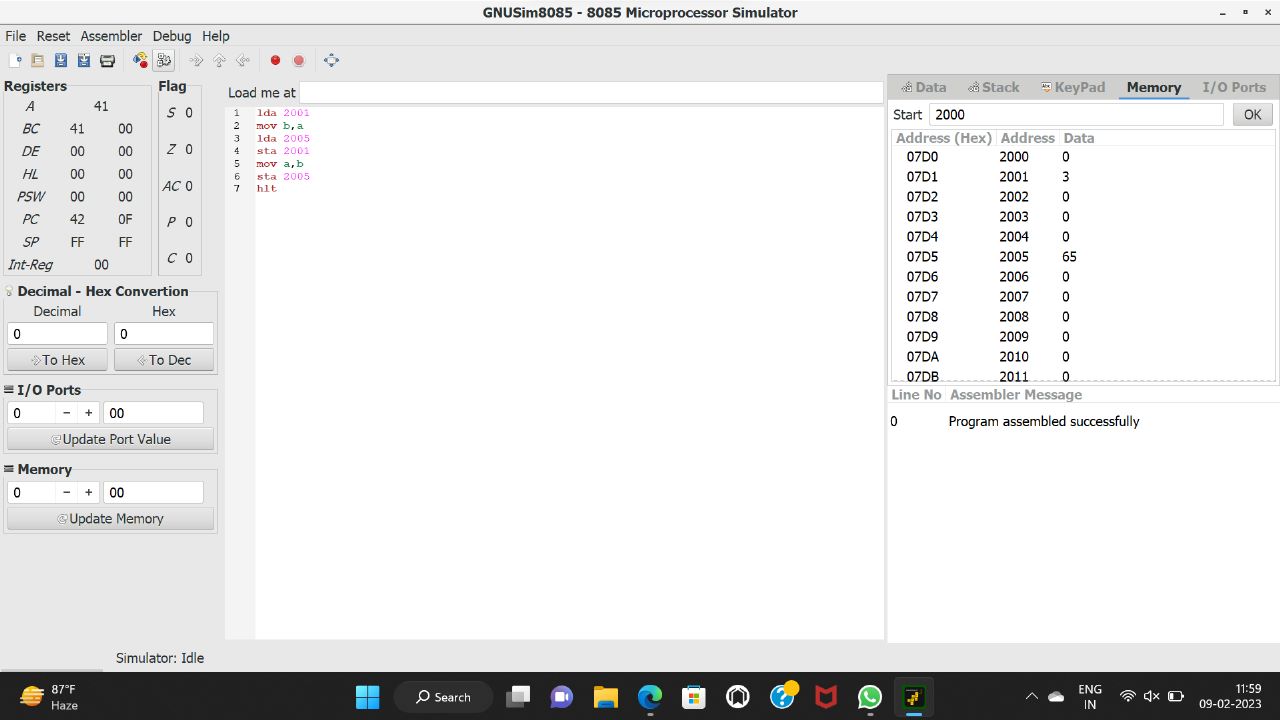 GNUSim8085 - 8085 Microprocessor Simulator
File Reset Assembler Debug Help
Registers
A 41
BC 41 00
DE 00 00
HL 00 00
PSW 00 00
PC 42 0F
SP FF FF
Int-Reg 00
Flag
S 0
Z 0
AC 0
P 0
C 0
Decimal - Hex Convertion
Decimal Hex
0 0
To Hex To Dec
I/O Ports
0 − + 00
Update Port Value
Memory
0 − + 00
Update Memory
Load me at
1 lda 2001
2 mov b,a
3 lda 2005
4 sta 2001
5 mov a,b
6 sta 2005
7 hlt
Data Stack KeyPad Memory I/O Ports
Start 2000 OK
Address (Hex) Address Data
07D0 2000 0
07D1 2001 3
07D2 2002 0
07D3 2003 0
07D4 2004 0
07D5 2005 65
07D6 2006 0
07D7 2007 0
07D8 2008 0
07D9 2009 0
07DA 2010 0
07DB 2011 0
Line No Assembler Message
0 Program assembled successfully
Simulator: Idle
87°F
Haze
Search
ENG
IN
11:59
09-02-2023